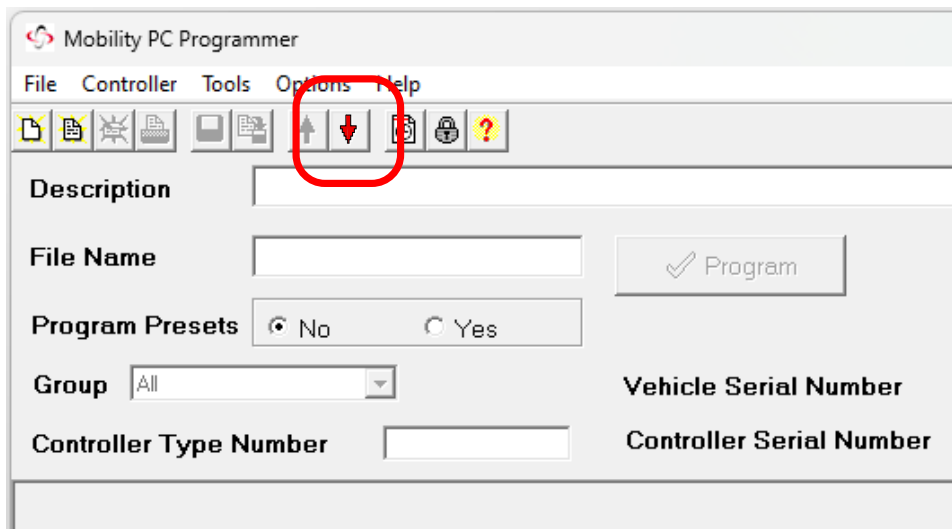 Mobility PC Programmer
File Controller Tools Options Help
Description
File Name
Program
Program Presets No Yes
Group All Vehicle Serial Number
Controller Type Number Controller Serial Number